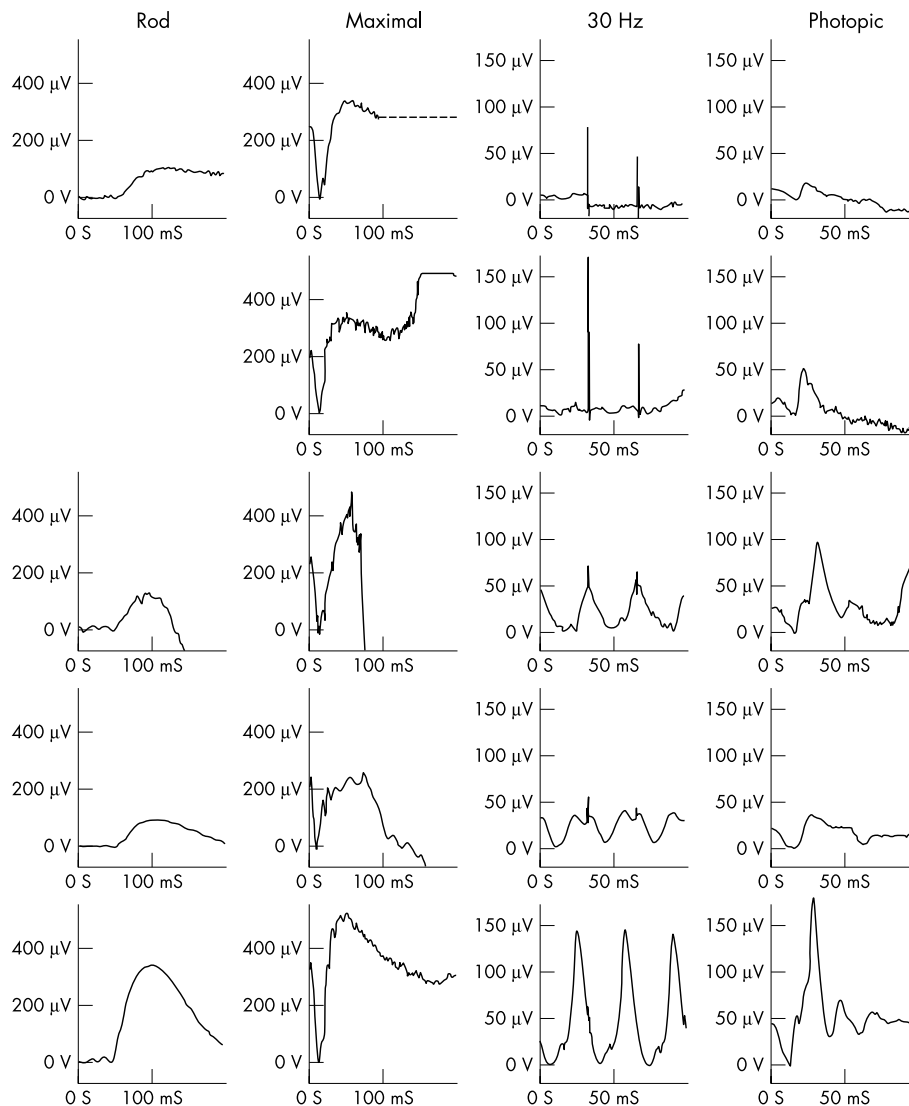 Rod Maximal 30 Hz Photopic
400 µV 400 µV 150 µV 150 µV
200 µV 200 µV 100 µV 100 µV
0 V 0 V 50 µV 50 µV
0 V 0 V
0 S 100 mS 0 S 100 mS 0 S 50 mS 0 S 50 mS
400 µV 150 µV 150 µV
200 µV 100 µV 100 µV
0 V 50 µV 50 µV
0 V 0 V
0 S 100 mS 0 S 50 mS 0 S 50 mS
400 µV 400 µV 150 µV 150 µV
200 µV 200 µV 100 µV 100 µV
0 V 0 V 50 µV 50 µV
0 V 0 V
0 S 100 mS 0 S 100 mS 0 S 50 mS 0 S 50 mS
400 µV 400 µV 150 µV 150 µV
200 µV 200 µV 100 µV 100 µV
0 V 0 V 50 µV 50 µV
0 V 0 V
0 S 100 mS 0 S 100 mS 0 S 50 mS 0 S 50 mS
400 µV 400 µV 150 µV 150 µV
200 µV 200 µV 100 µV 100 µV
0 V 0 V 50 µV 50 µV
0 V 0 V
0 S 100 mS 0 S 100 mS 0 S 50 mS 0 S 50 mS